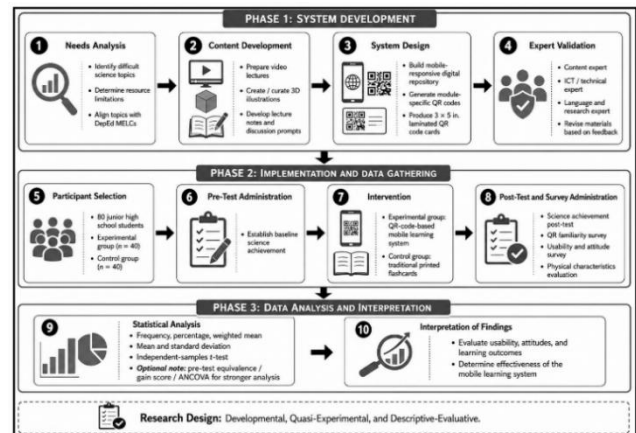 PHASE 1: SYSTEM DEVELOPMENT
1
Needs Analysis
• Identify difficult
science topics
• Determine resource
limitations
• Align topics with
DepEd MELCs
2
Content Development
• Prepare video
lectures
• Create / curate 3D
illustrations
• Develop lecture
notes and
discussion prompts
3
System Design
• Build mobile-
responsive digital
repository
• Generate module-
specific QR codes
• Produce 3 × 5 in.
laminated QR
code cards
4
Expert Validation
• Content expert
• ICT / technical
expert
• Language and
research expert
• Revise materials
based on feedback
PHASE 2: IMPLEMENTATION AND DATA GATHERING
5
Participant Selection
• 80 junior high
school students
• Experimental
group (n = 40)
• Control group
(n = 40)
6
Pre-Test Administration
• Establish baseline
science
achievement
7
Intervention
• Experimental group:
QR-code-based
mobile learning
system
• Control group:
traditional printed
flashcards
8
Post-Test and Survey Administration
• Science achievement
post-test
• QR familiarity survey
• Usability and attitude
survey
• Physical characteristics
evaluation
PHASE 3: DATA ANALYSIS AND INTERPRETATION
9
Statistical Analysis
• Frequency, percentage, weighted mean
• Mean and standard deviation
• Independent-samples t-test
• Optional note: pre-test equivalence /
gain score / ANCOVA for stronger analysis
10
Interpretation of Findings
• Evaluate usability, attitudes, and
learning outcomes
• Determine effectiveness of the
mobile learning system
Research Design: Developmental, Quasi-Experimental, and Descriptive-Evaluative.